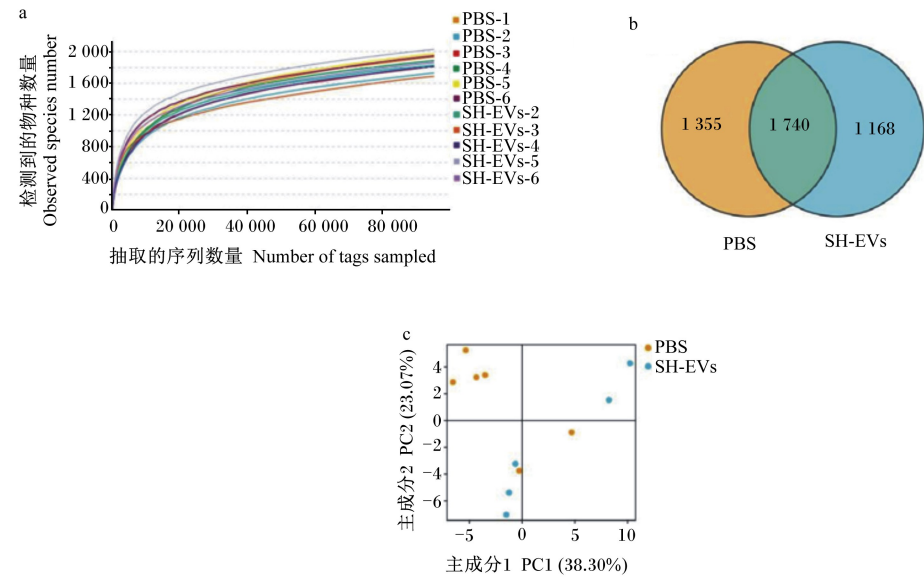 a
检测到的物种数量
Observed species number
2 000
1 600
1 200
800
400
0
0
20 000
40 000
60 000
80 000
抽取的序列数量 Number of tags sampled
PBS-1
PBS-2
PBS-3
PBS-4
PBS-5
PBS-6
SH-EVs-2
SH-EVs-3
SH-EVs-4
SH-EVs-5
SH-EVs-6
b
1 355
1 740
1 168
PBS
SH-EVs
c
主成分2 PC2 (23.07%)
4
2
0
−2
−4
−6
−5
0
5
10
主成分1 PC1 (38.30%)
PBS
SH-EVs